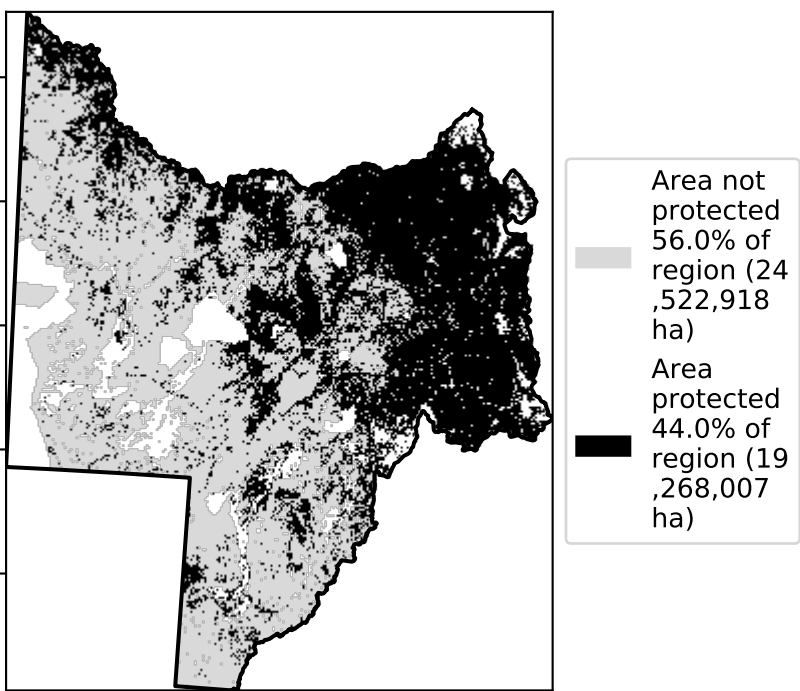 Area not
protected
56.0% of
region (24
,522,918
ha)
Area
protected
44.0% of
region (19
,268,007
ha)